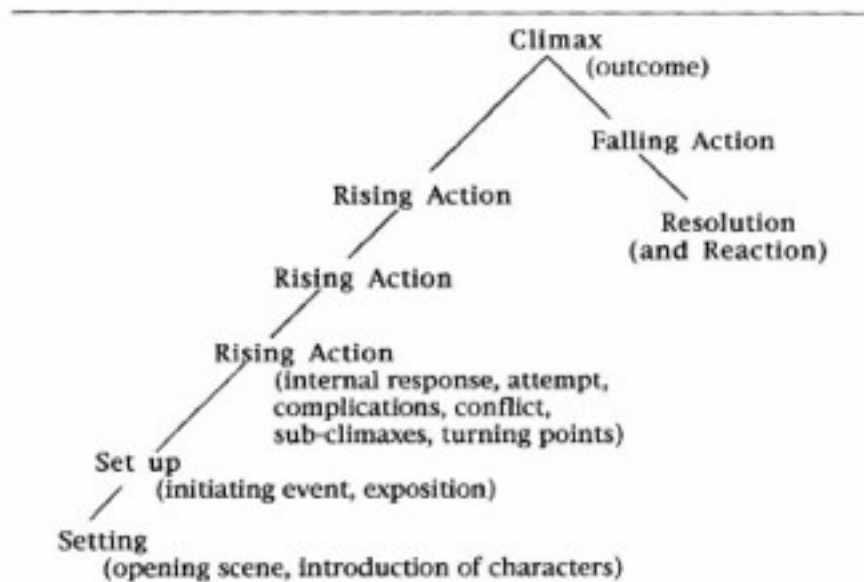 Climax
(outcome)
Falling Action
Rising Action
Resolution
(and Reaction)
Rising Action
Rising Action
(internal response, attempt,
complications, conflict,
sub-climaxes, turning points)
Set up
(initiating event, exposition)
Setting
(opening scene, introduction of characters)